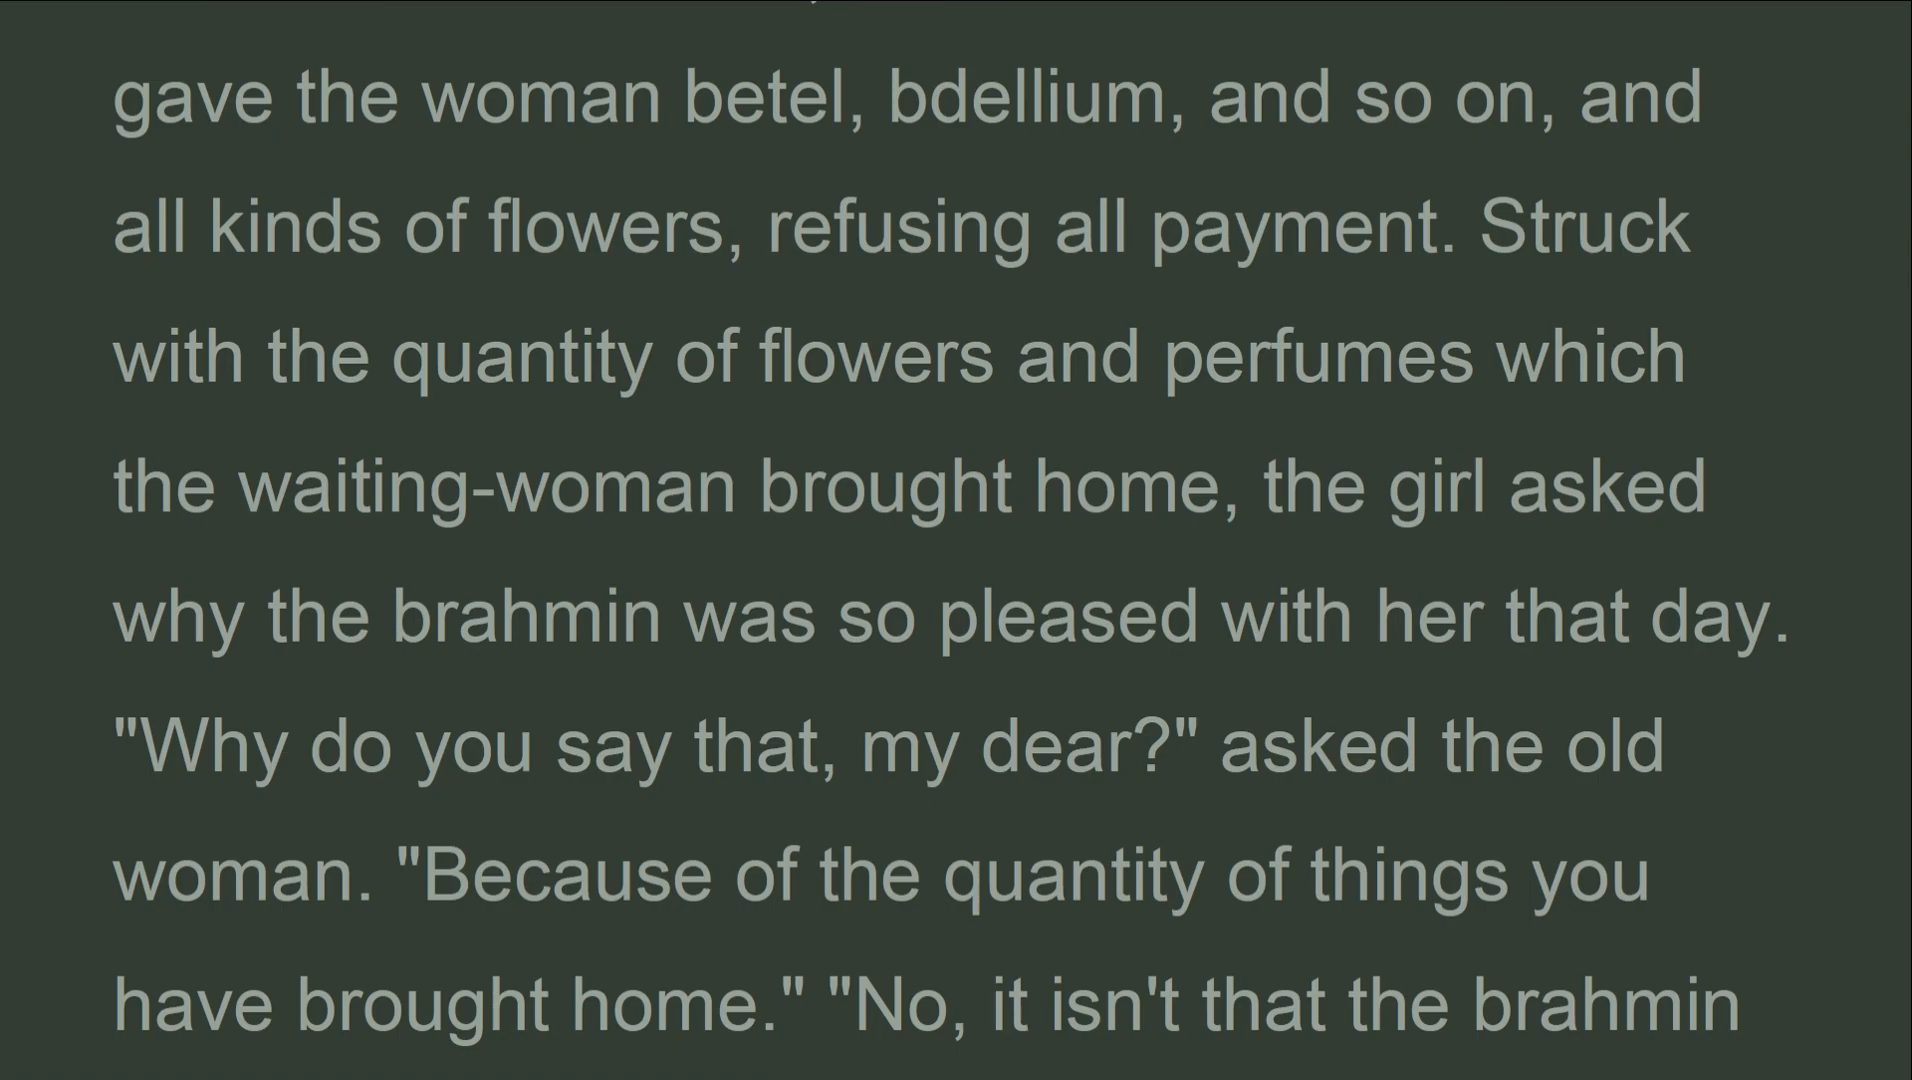 gave the woman betel, bdellium, and so on, and
all kinds of flowers, refusing all payment. Struck
with the quantity of flowers and perfumes which
the waiting-woman brought home, the girl asked
why the brahmin was so pleased with her that day.
"Why do you say that, my dear?" asked the old
woman. "Because of the quantity of things you
have brought home." "No, it isn't that the brahmin